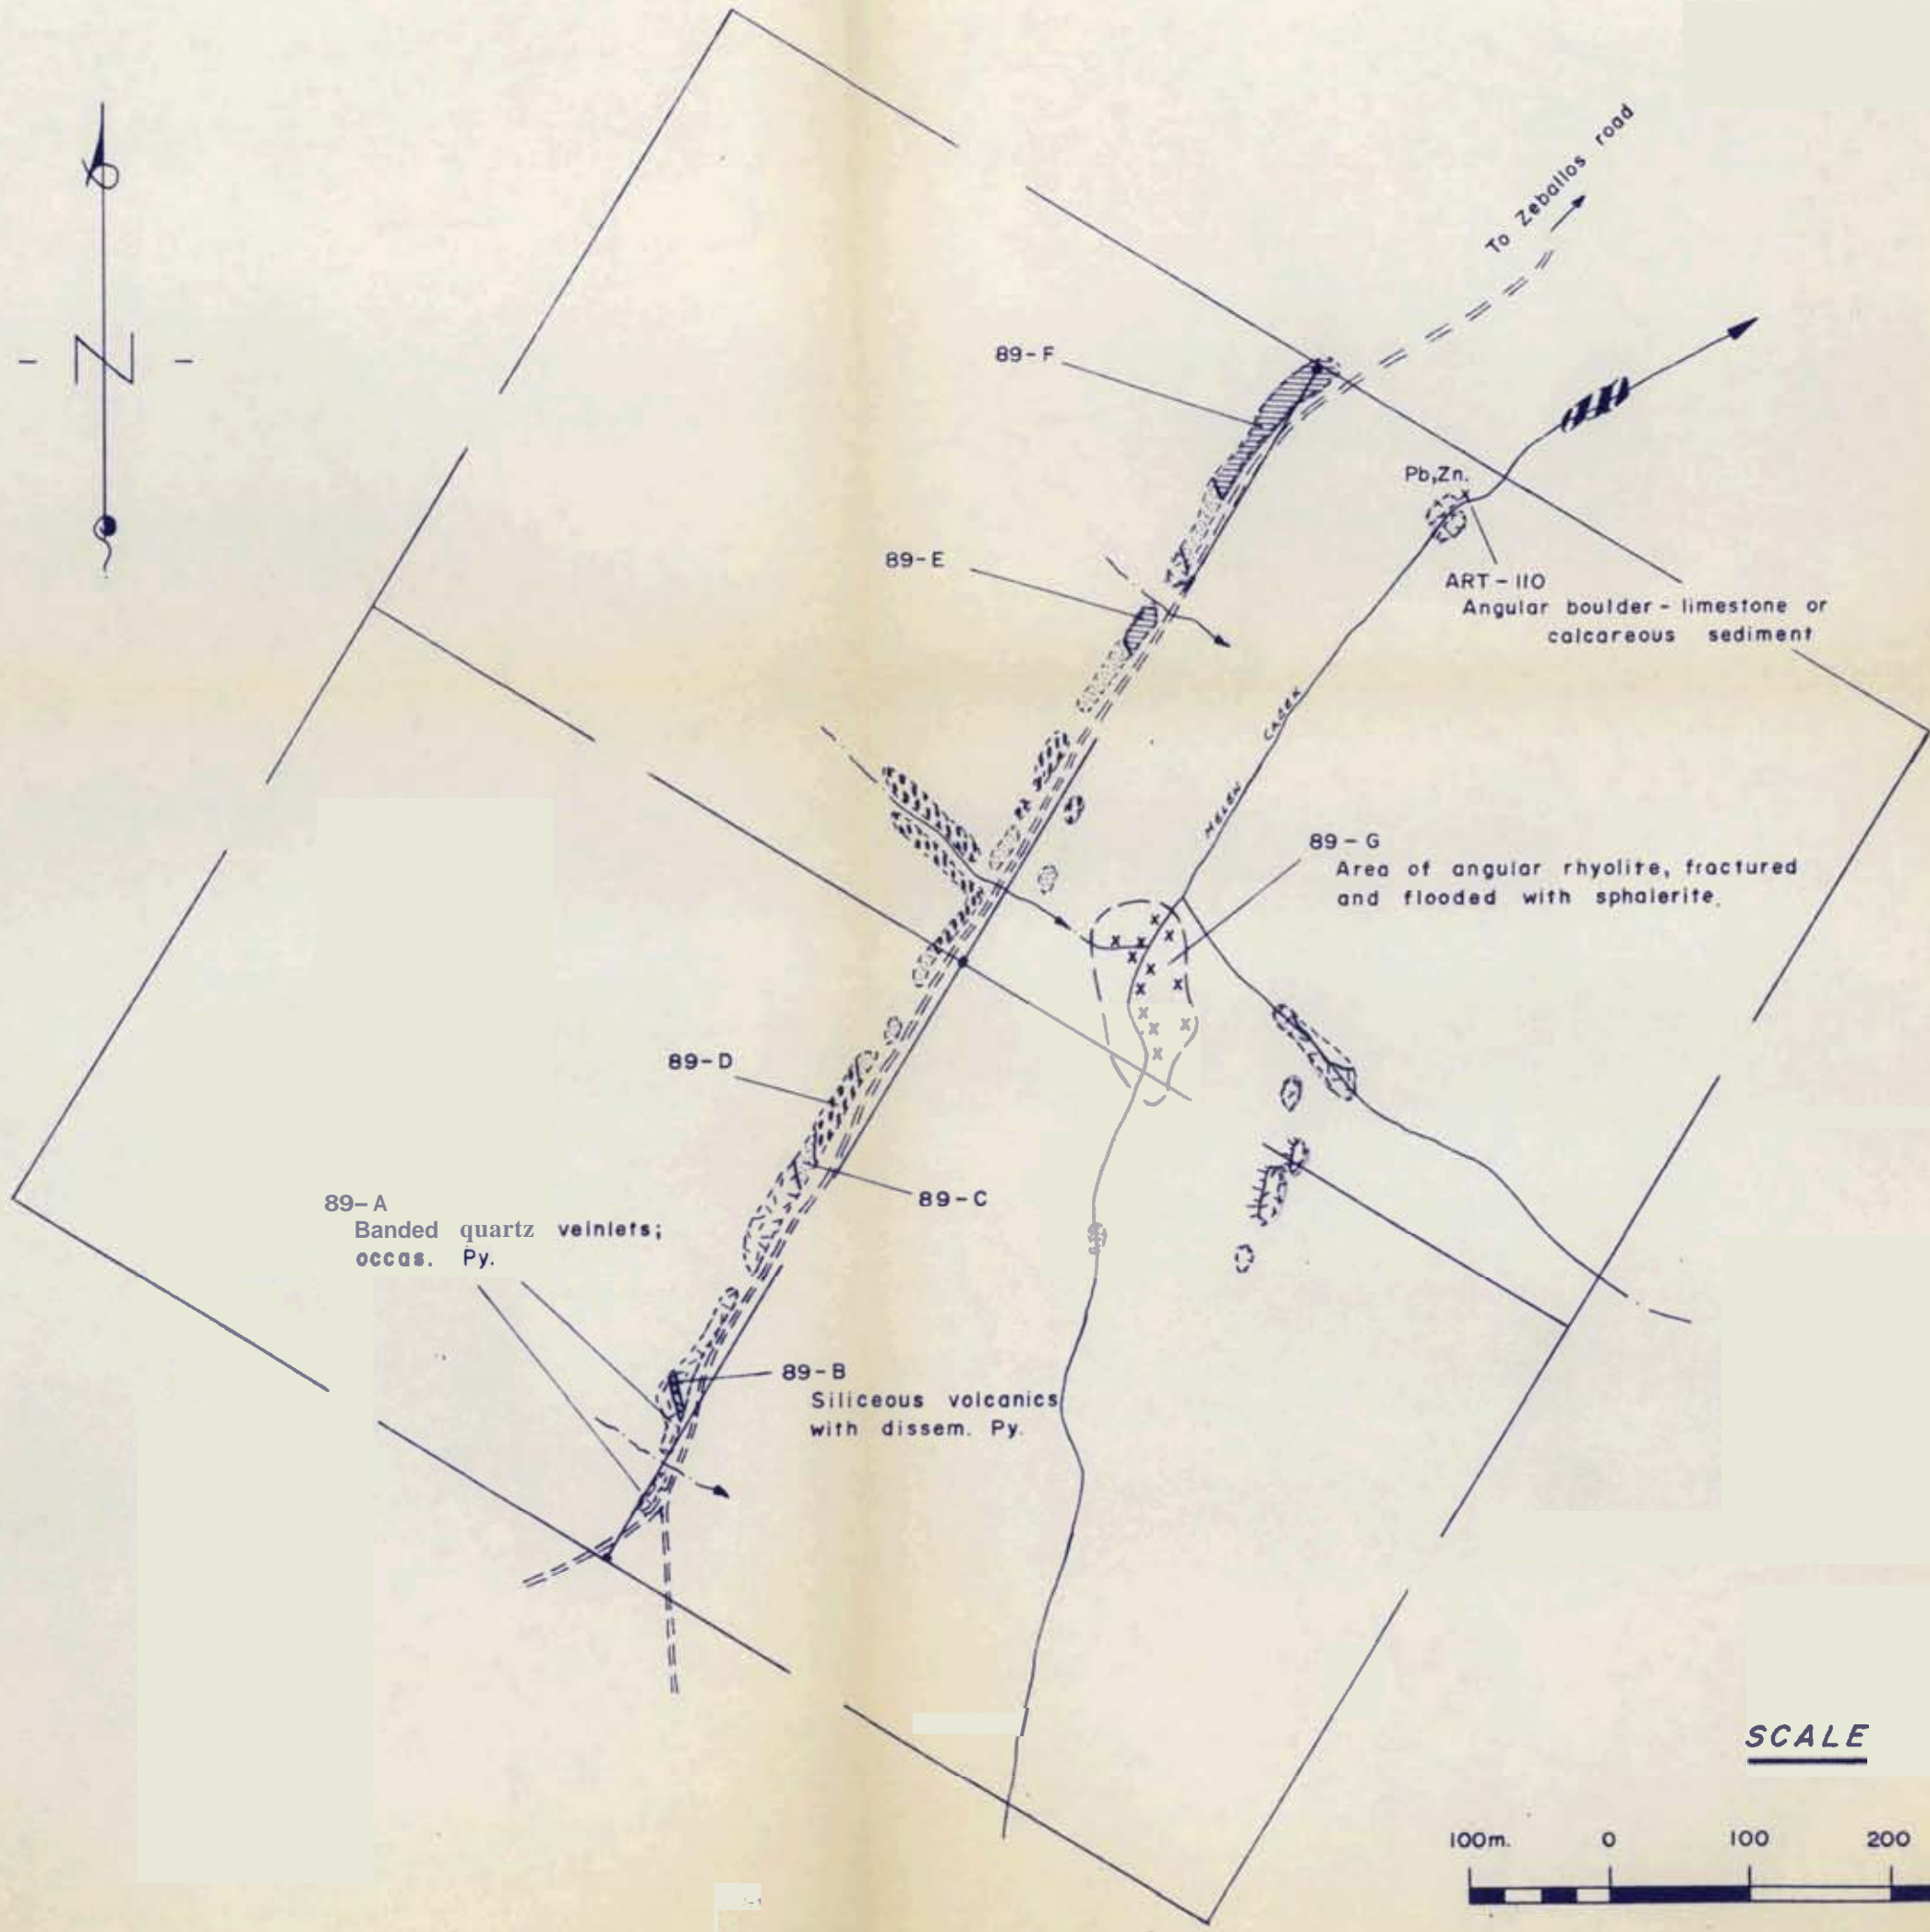 To Zeballos road
- N -
89-F
Pb,Zn.
89-E
ART-110
Angular boulder - limestone or
calcareous sediment
CREEK
HELEN
89-G
Area of angular rhyolite, fractured
and flooded with sphalerite.
89-D
89-C
89-A
Banded quartz veinlets;
occas. Py.
89-B
Siliceous volcanics
with dissem. Py.
SCALE
100m. 0 100 200